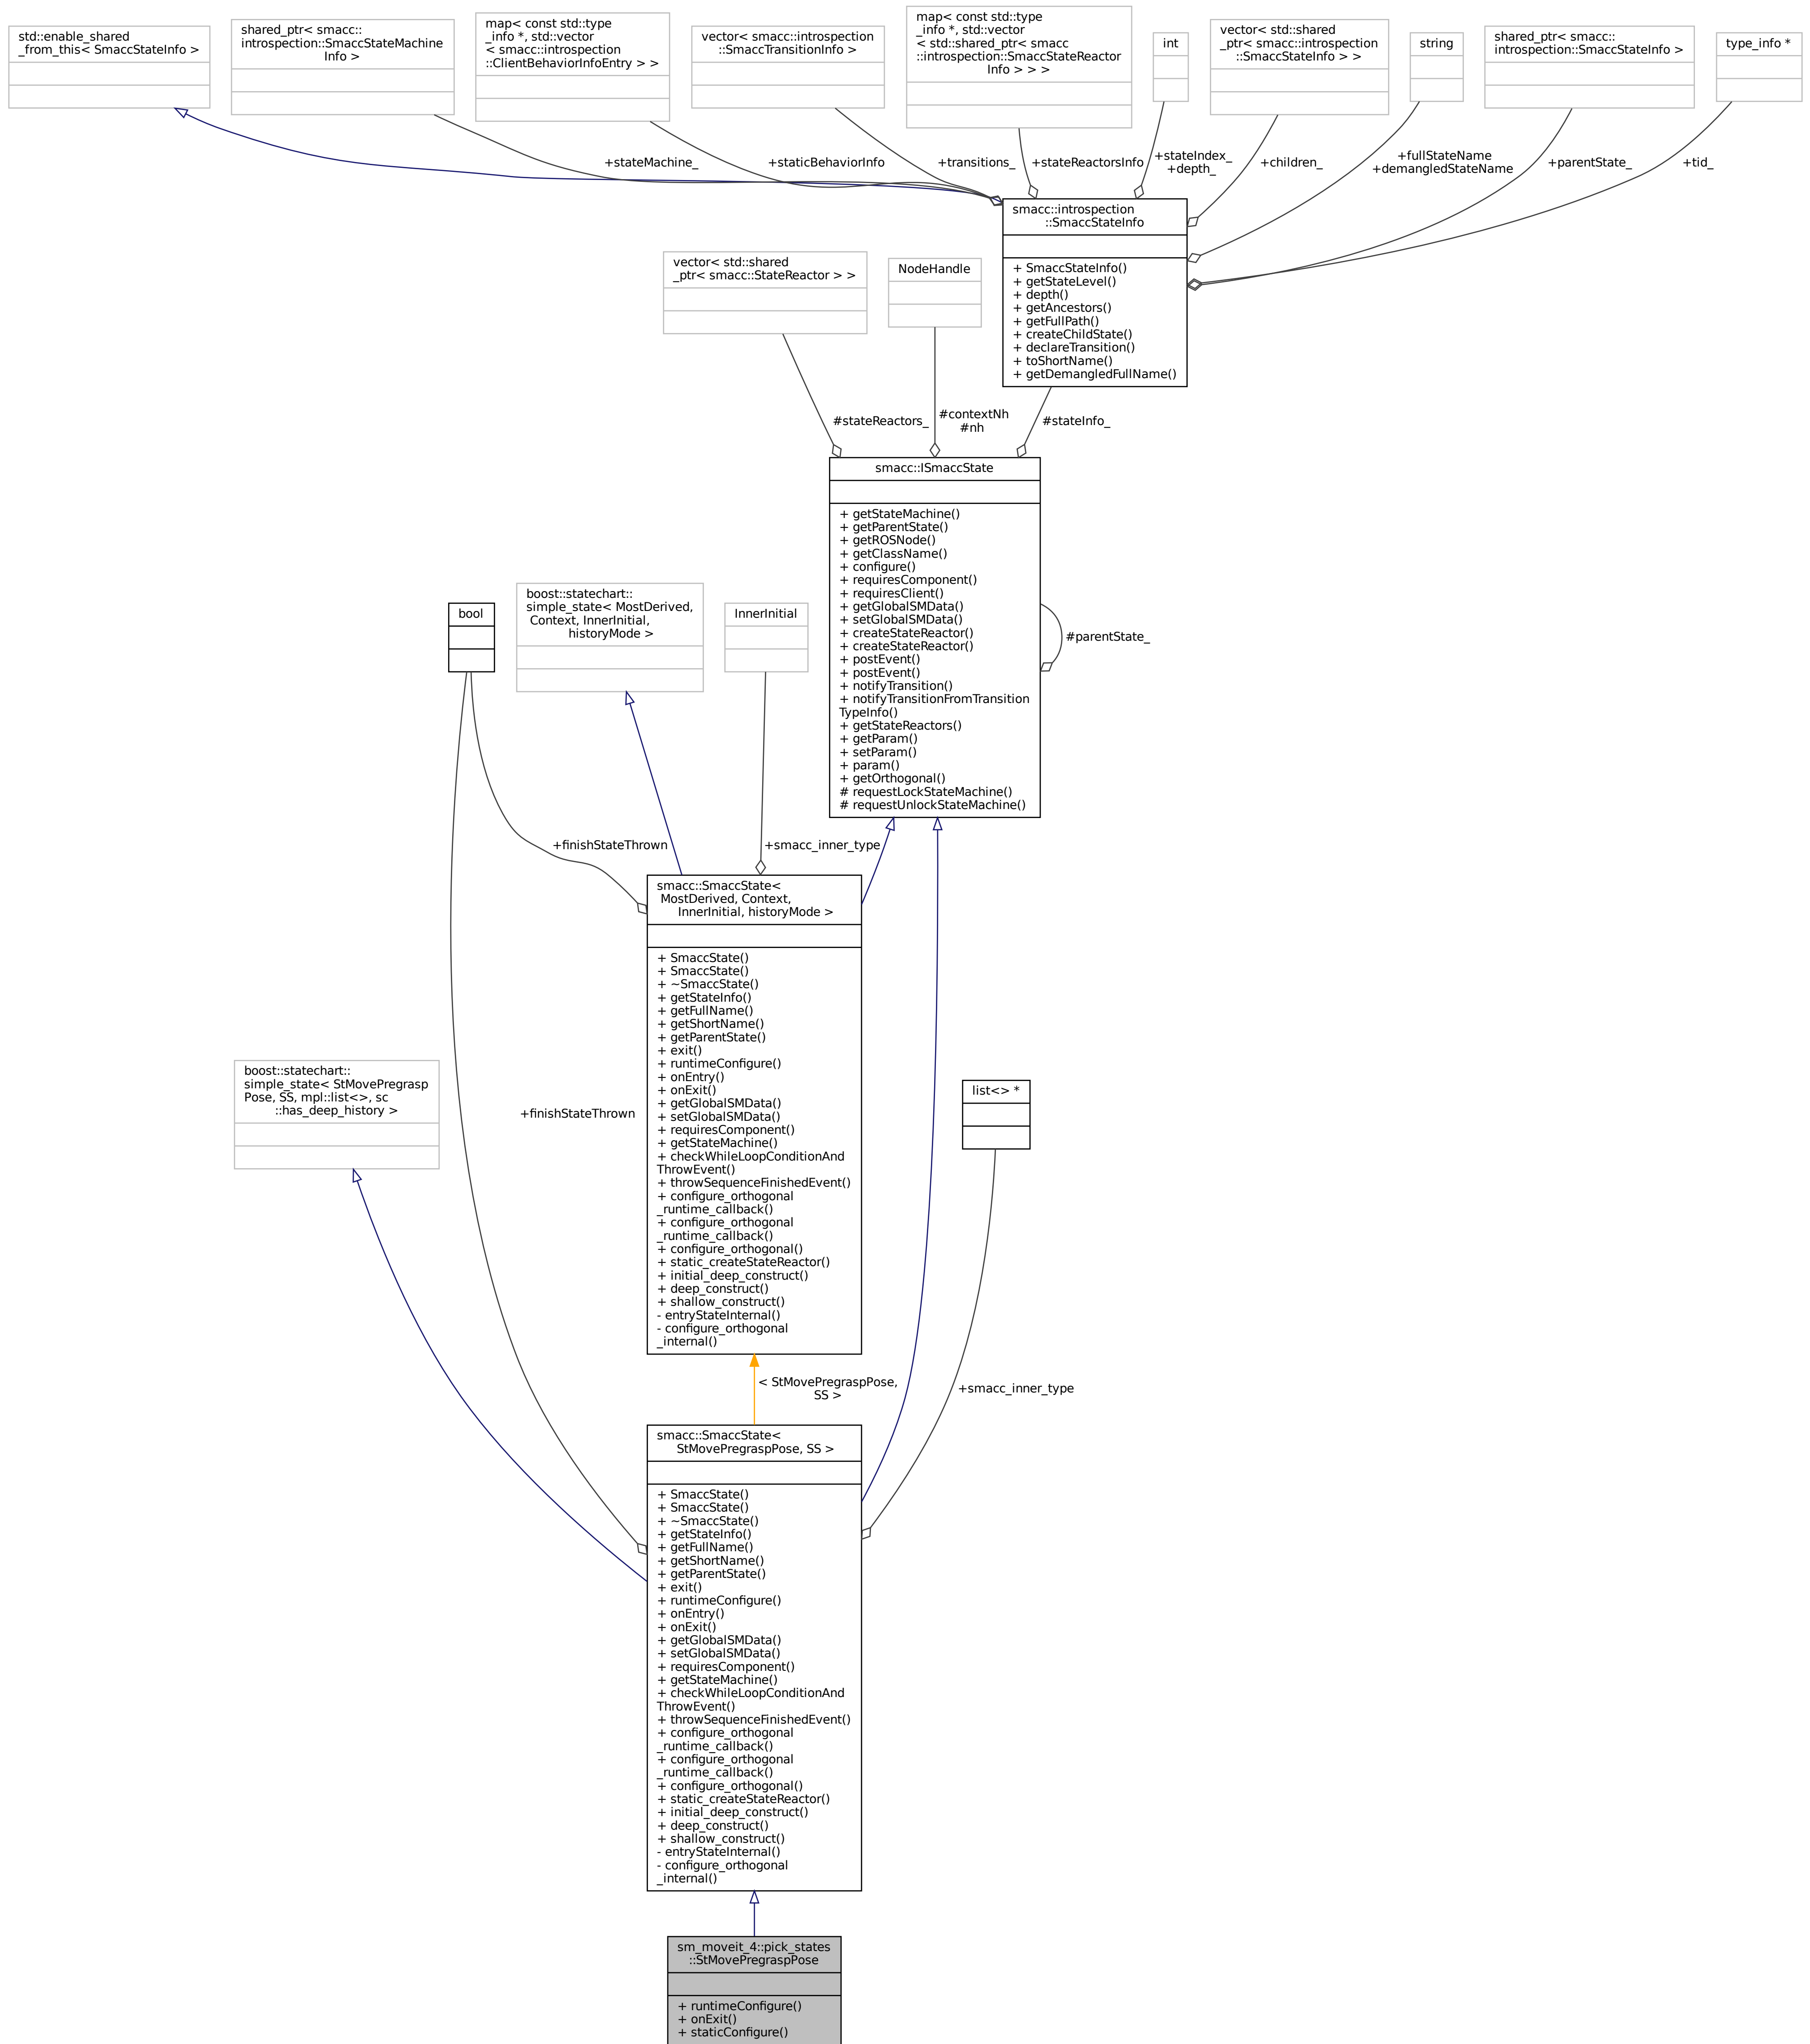 std::enable_shared
_from_this< SmaccStateInfo >
shared_ptr< smacc::
introspection::SmaccStateMachine
Info >
map< const std::type
_info *, std::vector
< smacc::introspection
::ClientBehaviorInfoEntry > >
vector< smacc::introspection
::SmaccTransitionInfo >
map< const std::type
_info *, std::vector
< std::shared_ptr< smacc
::introspection::SmaccStateReactor
Info > > >
int
vector< std::shared
_ptr< smacc::introspection
::SmaccStateInfo > >
string
shared_ptr< smacc::
introspection::SmaccStateInfo >
type_info *
+stateMachine_
+staticBehaviorInfo
+transitions_
+stateReactorsInfo
+stateIndex_
+depth_
+children_
+fullStateName
+demangledStateName
+parentState_
+tid_
smacc::introspection
::SmaccStateInfo
+ SmaccStateInfo()
+ getStateLevel()
+ depth()
+ getAncestors()
+ getFullPath()
+ createChildState()
+ declareTransition()
+ toShortName()
+ getDemangledFullName()
vector< std::shared
_ptr< smacc::StateReactor > >
NodeHandle
#stateReactors_
#contextNh
#nh
#stateInfo_
smacc::ISmaccState
+ getStateMachine()
+ getParentState()
+ getROSNode()
+ getClassName()
+ configure()
+ requiresComponent()
+ requiresClient()
+ getGlobalSMData()
+ setGlobalSMData()
+ createStateReactor()
+ createStateReactor()
+ postEvent()
+ postEvent()
+ notifyTransition()
+ notifyTransitionFromTransition
TypeInfo()
+ getStateReactors()
+ getParam()
+ setParam()
+ param()
+ getOrthogonal()
# requestLockStateMachine()
# requestUnlockStateMachine()
#parentState_
bool
boost::statechart::
simple_state< MostDerived,
Context, InnerInitial,
historyMode >
InnerInitial
+finishStateThrown
+smacc_inner_type
smacc::SmaccState<
MostDerived, Context,
InnerInitial, historyMode >
+ SmaccState()
+ SmaccState()
+ ~SmaccState()
+ getStateInfo()
+ getFullName()
+ getShortName()
+ getParentState()
+ exit()
+ runtimeConfigure()
+ onEntry()
+ onExit()
+ getGlobalSMData()
+ setGlobalSMData()
+ requiresComponent()
+ getStateMachine()
+ checkWhileLoopConditionAnd
ThrowEvent()
+ throwSequenceFinishedEvent()
+ configure_orthogonal
_runtime_callback()
+ configure_orthogonal
_runtime_callback()
+ configure_orthogonal()
+ static_createStateReactor()
+ initial_deep_construct()
+ deep_construct()
+ shallow_construct()
- entryStateInternal()
- configure_orthogonal
_internal()
boost::statechart::
simple_state< StMovePregrasp
Pose, SS, mpl::list<>, sc
::has_deep_history >
+finishStateThrown
list<> *
< StMovePregraspPose,
SS >
+smacc_inner_type
smacc::SmaccState<
StMovePregraspPose, SS >
+ SmaccState()
+ SmaccState()
+ ~SmaccState()
+ getStateInfo()
+ getFullName()
+ getShortName()
+ getParentState()
+ exit()
+ runtimeConfigure()
+ onEntry()
+ onExit()
+ getGlobalSMData()
+ setGlobalSMData()
+ requiresComponent()
+ getStateMachine()
+ checkWhileLoopConditionAnd
ThrowEvent()
+ throwSequenceFinishedEvent()
+ configure_orthogonal
_runtime_callback()
+ configure_orthogonal
_runtime_callback()
+ configure_orthogonal()
+ static_createStateReactor()
+ initial_deep_construct()
+ deep_construct()
+ shallow_construct()
- entryStateInternal()
- configure_orthogonal
_internal()
sm_moveit_4::pick_states
::StMovePregraspPose
+ runtimeConfigure()
+ onExit()
+ staticConfigure()